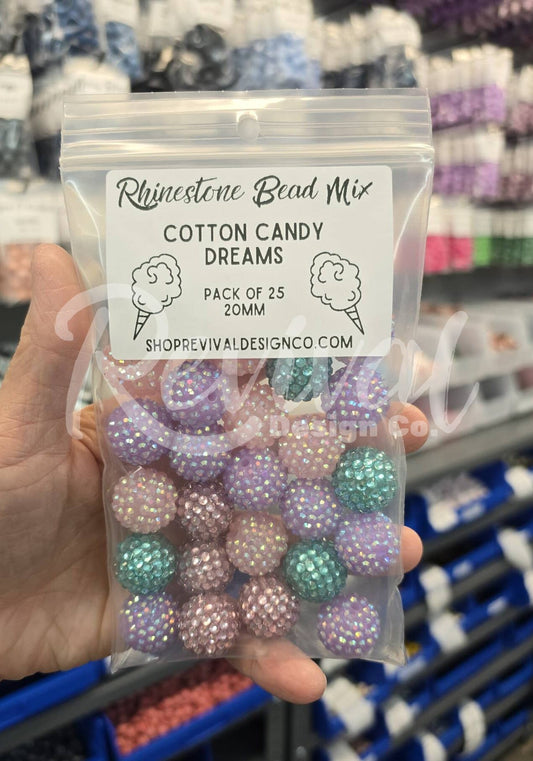 Rhinestone Bead Mix
COTTON CANDY
DREAMS
PACK OF 25
20MM
SHOPREVIVALDESIGNCO.COM
Revival
Design Co.